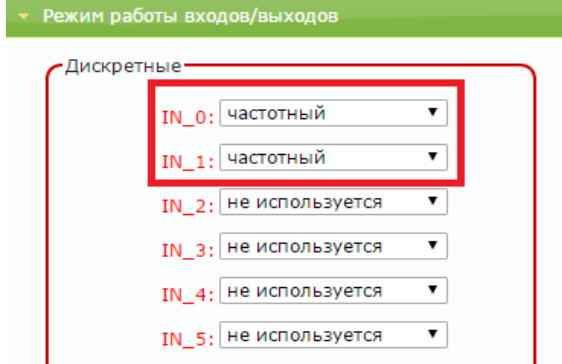 Режим работы входов/выходов
Дискретные
IN_0: частотный
IN_1: частотный
IN_2: не используется
IN_3: не используется
IN_4: не используется
IN_5: не используется